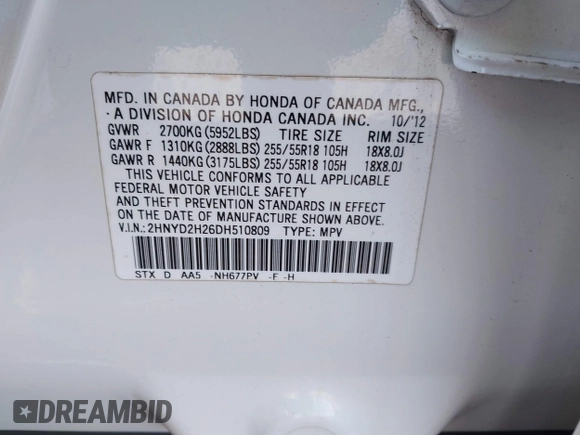 MFD. IN CANADA BY HONDA OF CANADA MFG.,
A DIVISION OF HONDA CANADA INC. 10/'12
GVWR 2700KG(5952LBS) TIRE SIZE RIM SIZE
GAWR F 1310KG(2888LBS) 255/55R18 105H 18X8.0J
GAWR R 1440KG(3175LBS) 255/55R18 105H 18X8.0J
THIS VEHICLE CONFORMS TO ALL APPLICABLE
FEDERAL MOTOR VEHICLE SAFETY
AND THEFT PREVENTION STANDARDS IN EFFECT
ON THE DATE OF MANUFACTURE SHOWN ABOVE.
V.I.N.: 2HNYD2H26DH510809 TYPE: MPV
STX D AA5 -NH677PV -F -H
DREAMBID